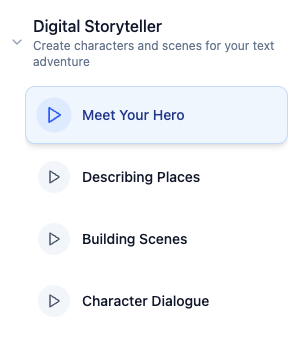 Digital Storyteller
Create characters and scenes for your text
adventure
Meet Your Hero
Describing Places
Building Scenes
Character Dialogue